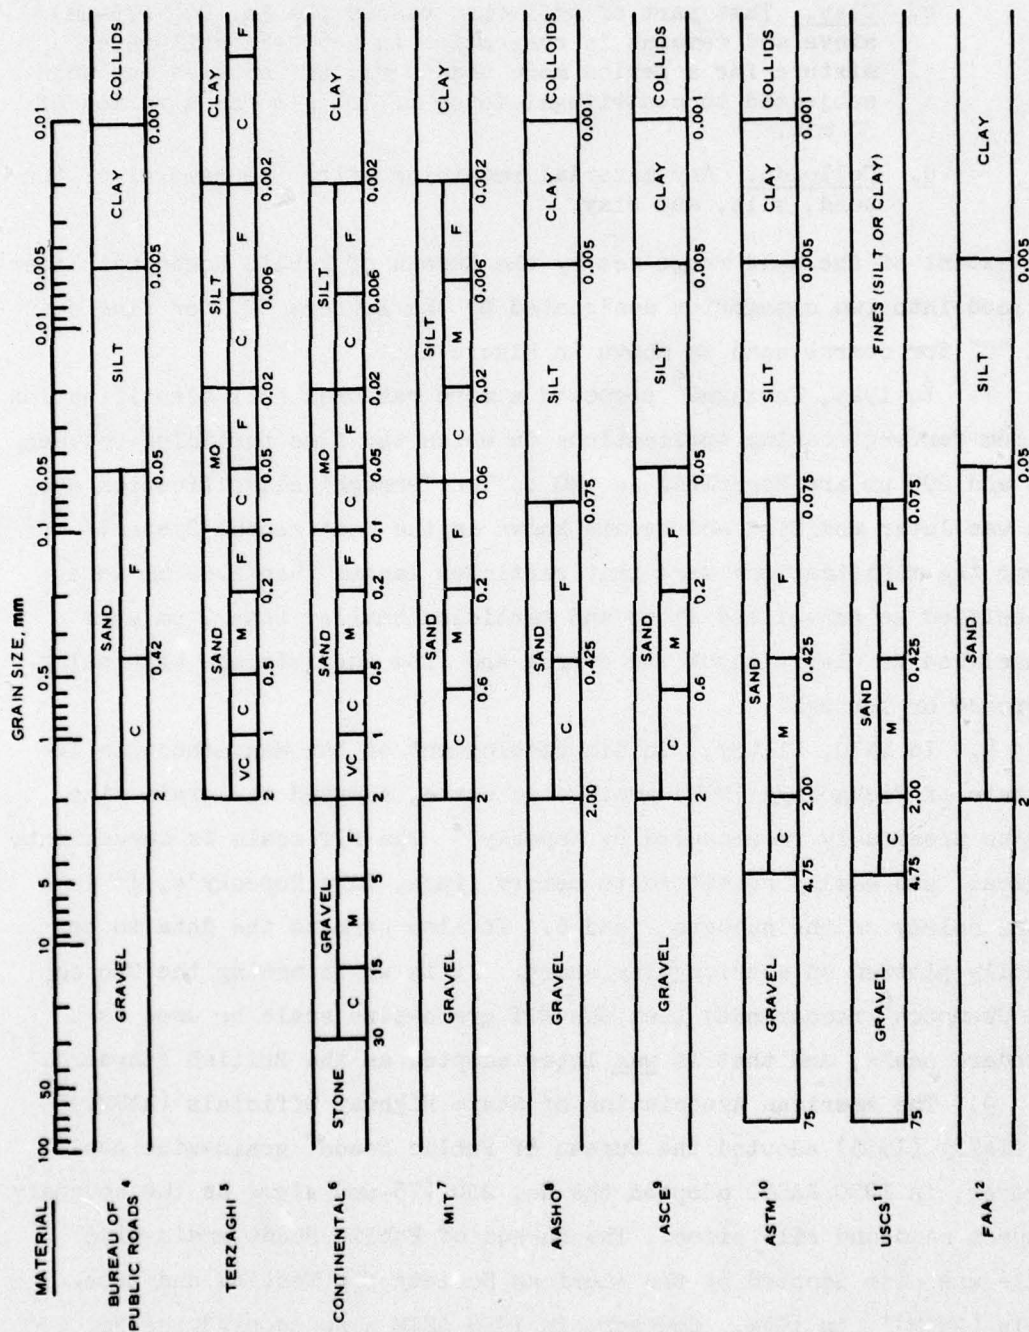 GRAIN SIZE, mm
MATERIAL 100 50 10 5 0.5 0.1 0.05 0.0 0.005 0.01
BUREAU OF
PUBLIC ROADS
GRAVEL SAND SILT CLAY COLLOIDS
C F
2 0.425 0.05 0.005 0.001
TERZAGHI 5
SAND MO SILT CLAY
VC C M F C F C F C F
2 1 0.5 0.2 0.1 0.05 0.02 0.006 0.002
CONTINENTAL 6
STONE GRAVEL SAND MO SILT CLAY
C M F VC C M F C F C F
30 15 5 2 1 0.5 0.2 0.1 0.05 0.02 0.006 0.002
MIT 7
GRAVEL SAND SILT CLAY
C M F C M F
2 0.6 0.2 0.06 0.02 0.006 0.002
AASHO 8
GRAVEL SAND SILT CLAY COLLOIDS
C F
2.00 0.425 0.075 0.005 0.001
ASCE 9
GRAVEL SAND SILT CLAY COLLOIDS
C M F
2 0.6 0.2 0.05 0.005 0.001
ASTM 10
GRAVEL SAND SILT CLAY COLLOIDS
C M F
75 4.75 2.00 0.425 0.075 0.005 0.001
USCS 1
GRAVEL SAND FINES (SILT OR CLAY)
C M F
75 4.75 2.00 0.425 0.075
FAA 11
GRAVEL SAND SILT CLAY
2 0.05 0.005